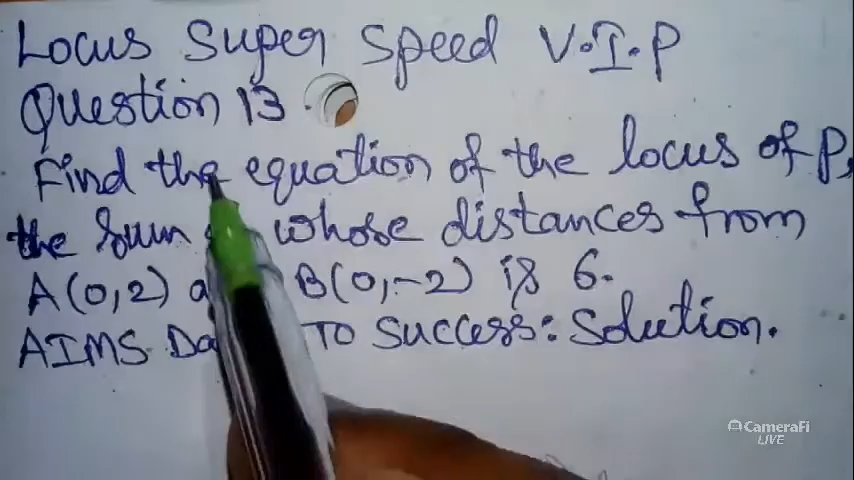 Locus Super Speed V.I.P
Question 13.
Find the equation of the locus of P,
the sum whose distances from
A(0,2) B(0,-2) is 6.
AIMS TO Success: Solution.
CameraFi
LIVE